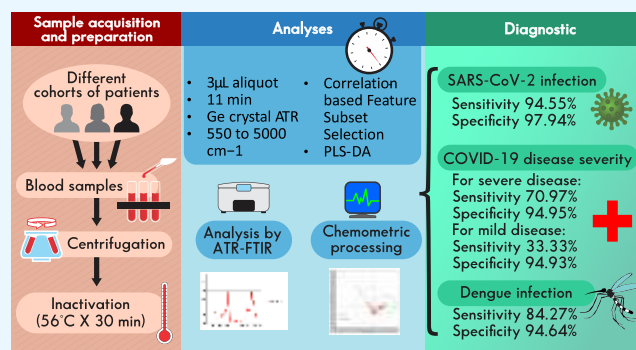 Sample acquisition
and preparation
Different
cohorts of patients
Blood samples
Centrifugation
Inactivation
(56°C X 30 min)
Analyses
• 3µL aliquot
• 11 min
• Ge crystal ATR
• 550 to 5000
cm−1
• Correlation
based Feature
Subset
Selection
• PLS-DA
Analysis by
ATR-FTIR
Chemometric
processing
Diagnostic
SARS-CoV-2 infection
Sensitivity 94.55%
Specificity 97.94%
COVID-19 disease severity
For severe disease:
Sensitivity 70.97%
Specificity 94.95%
For mild disease:
Sensitivity 33.33%
Specificity 94.93%
Dengue infection
Sensitivity 84.27%
Specificity 94.64%